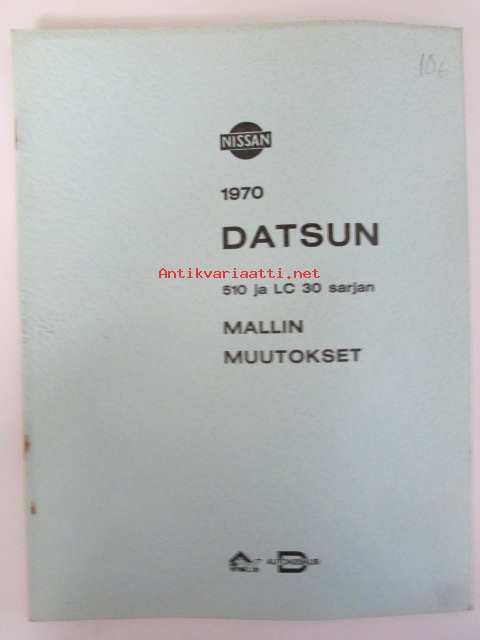 10,-
NISSAN
1970
DATSUN
Antikvariaatti.net
510 ja LC 30 sarjan
MALLIN
MUUTOKSET